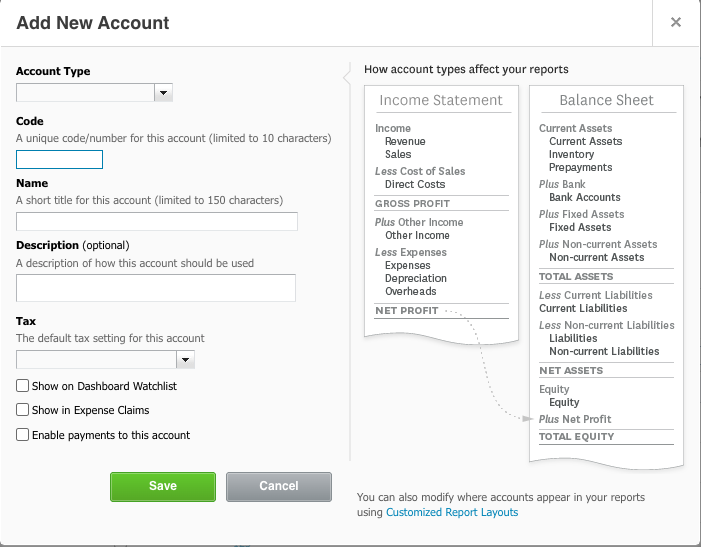 Add New Account
×
Account Type
Code
A unique code/number for this account (limited to 10 characters)
Name
A short title for this account (limited to 150 characters)
Description (optional)
A description of how this account should be used
Tax
The default tax setting for this account
Show on Dashboard Watchlist
Show in Expense Claims
Enable payments to this account
Save
Cancel
How account types affect your reports
Income Statement
Income
Revenue
Sales
Less Cost of Sales
Direct Costs
GROSS PROFIT
Plus Other Income
Other Income
Less Expenses
Expenses
Depreciation
Overheads
NET PROFIT
Balance Sheet
Current Assets
Current Assets
Inventory
Prepayments
Plus Bank
Bank Accounts
Plus Fixed Assets
Fixed Assets
Plus Non-current Assets
Non-current Assets
TOTAL ASSETS
Less Current Liabilities
Current Liabilities
Less Non-current Liabilities
Liabilities
Non-current Liabilities
NET ASSETS
Equity
Equity
Plus Net Profit
TOTAL EQUITY
You can also modify where accounts appear in your reports
using Customized Report Layouts